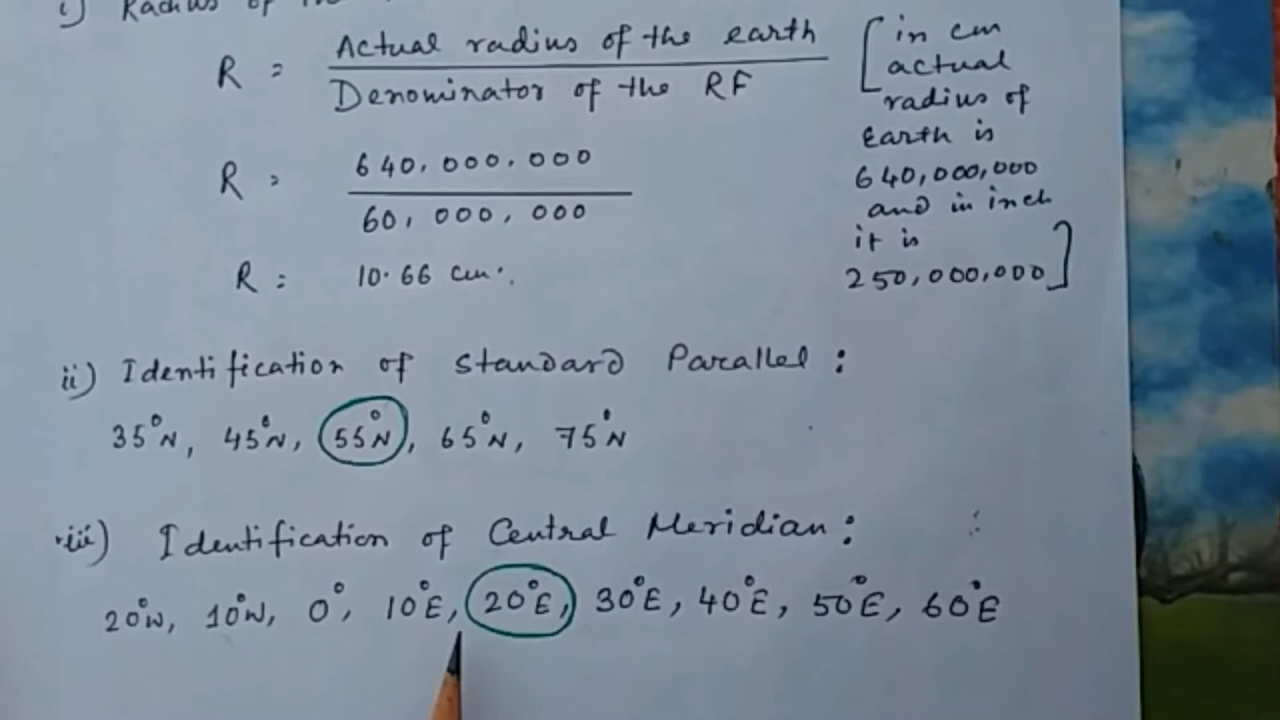 i) Radius of the
R = Actual radius of the earth
Denominator of the RF
[in cm
actual
radius of
Earth is
640,000,000
and in inch
it is
250,000,000]
R = 640,000.000
60,000,000
R = 10.66 cm.
ii) Identification of Standard Parallel:
35°N, 45°N, 55°N, 65°N, 75°N
iii) Identification of Central Meridian:
20°W, 10°W, 0°, 10°E, 20°E, 30°E, 40°E, 50°E, 60°E